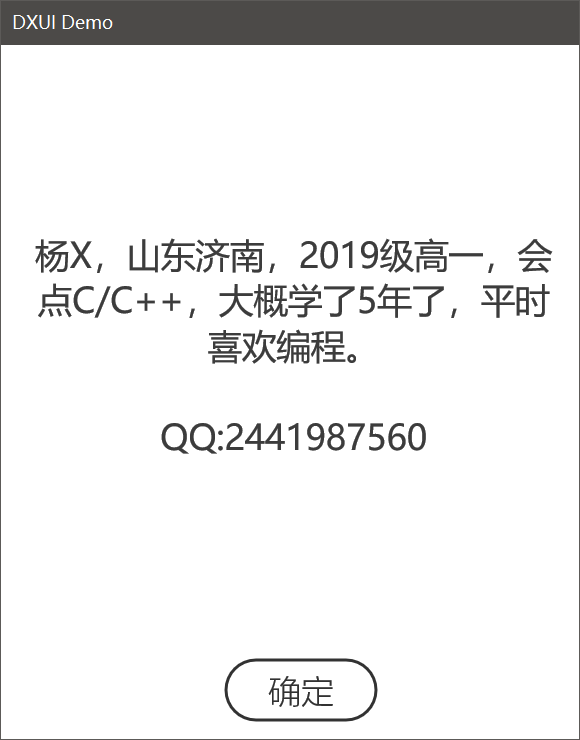 DXUI Demo
杨X，山东济南，2019级高一，会
点C/C++，大概学了5年了，平时
喜欢编程。
QQ:2441987560
确定